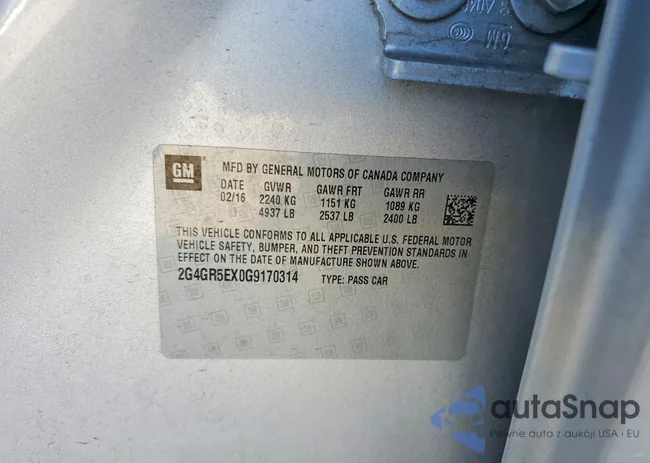 GM
MFD BY GENERAL MOTORS OF CANADA COMPANY
DATE GVWR GAWR FRT GAWR RR
02/16 2240 KG 1151 KG 1089 KG
4937 LB 2537 LB 2400 LB
THIS VEHICLE CONFORMS TO ALL APPLICABLE U.S. FEDERAL MOTOR
VEHICLE SAFETY, BUMPER, AND THEFT PREVENTION STANDARDS IN
EFFECT ON THE DATE OF MANUFACTURE SHOWN ABOVE.
2G4GR5EX0G9170314 TYPE: PASS CAR
GM
autaSnap
Pewne auta z aukcji USA i EU